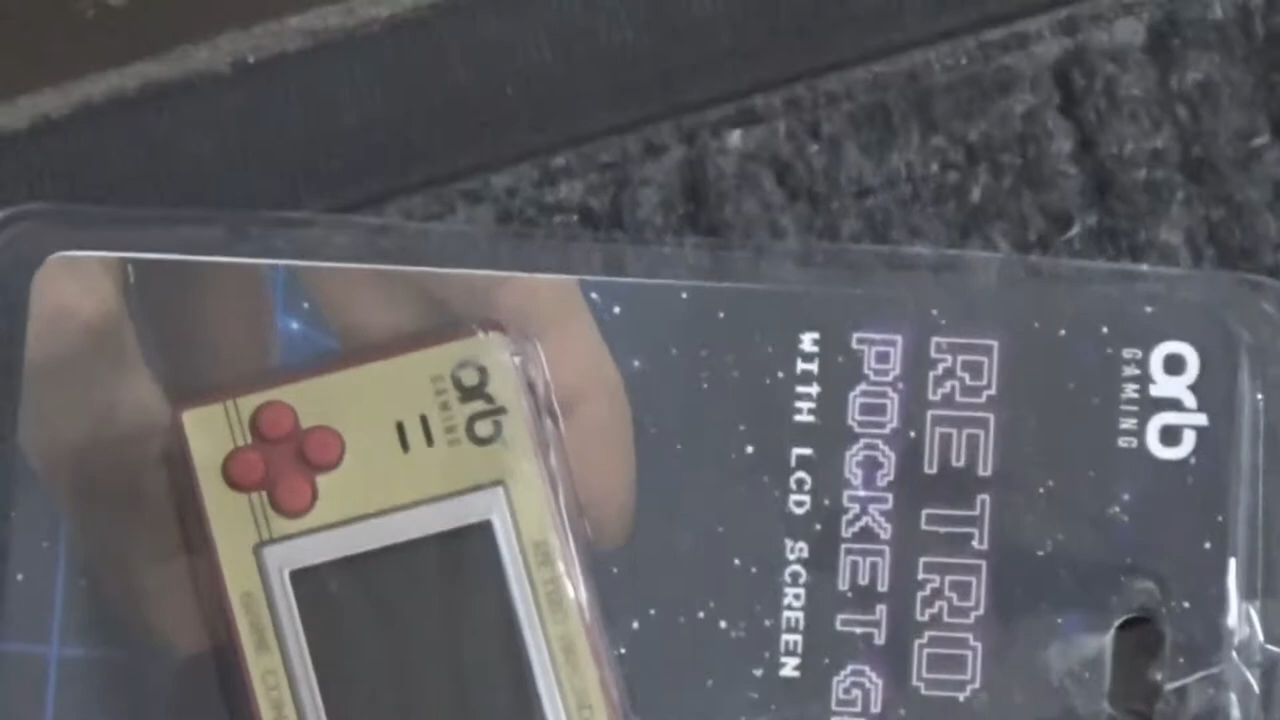 orb
GAMING
RETRO
POCKET G
WITH LCD SCREEN
orb
GAMING